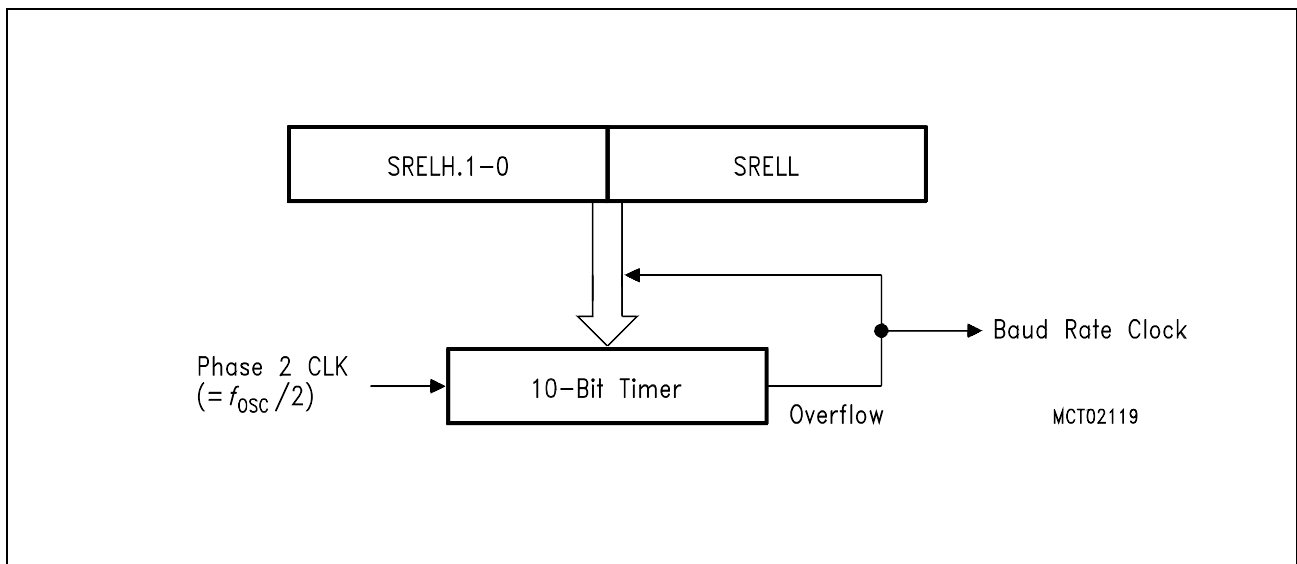 SRELH.1-0
SRELL
Baud Rate Clock
Phase 2 CLK
(= fOSC/2)
10-Bit Timer
Overflow
MCT02119